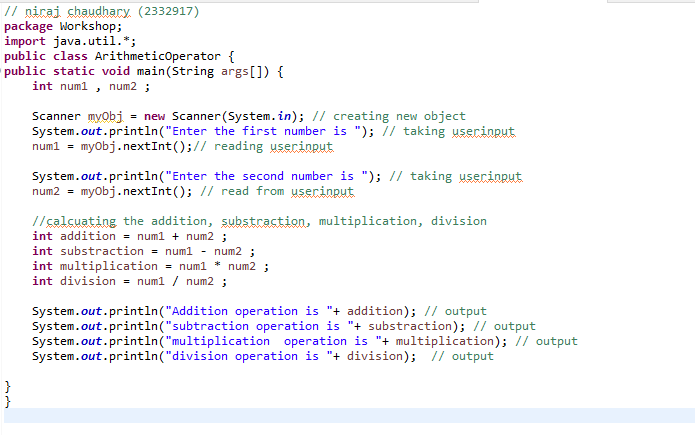 // niraj chaudhary (2332917)
package Workshop;
import java.util.*;
public class ArithmeticOperator {
public static void main(String args[]) {
    int num1 , num2 ;

    Scanner myObj = new Scanner(System.in); // creating new object
    System.out.println("Enter the first number is "); // taking userinput
    num1 = myObj.nextInt();// reading userinput

    System.out.println("Enter the second number is "); // taking userinput
    num2 = myObj.nextInt(); // read from userinput

    //calcuating the addition, substraction, multiplication, division
    int addition = num1 + num2 ;
    int substraction = num1 - num2 ;
    int multiplication = num1 * num2 ;
    int division = num1 / num2 ;

    System.out.println("Addition operation is "+ addition); // output
    System.out.println("subtraction operation is "+ substraction); // output
    System.out.println("multiplication  operation is "+ multiplication); // output
    System.out.println("division operation is "+ division);  // output

}
}